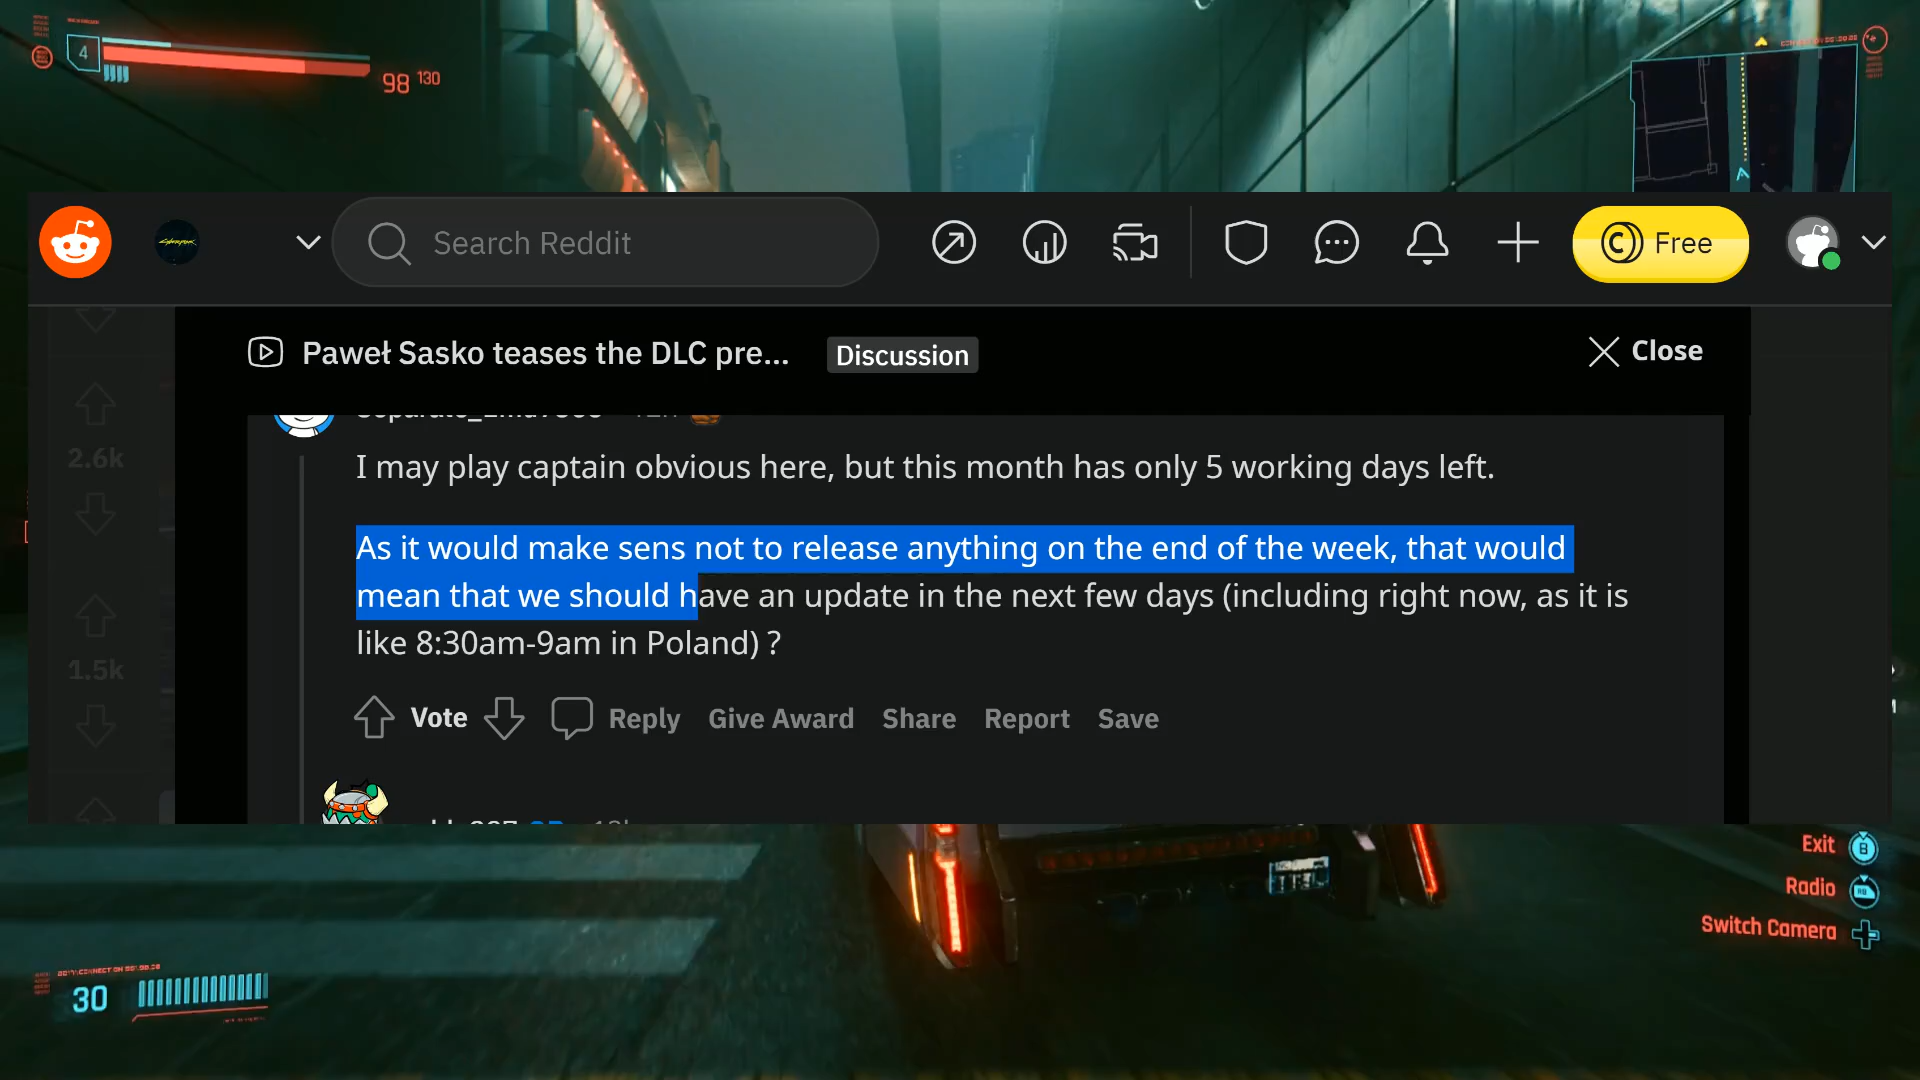 4
98 130
Search Reddit
Free
Paweł Sasko teases the DLC pre...
Discussion
Close
I may play captain obvious here, but this month has only 5 working days left.
2.6k
As it would make sens not to release anything on the end of the week, that would
mean that we should have an update in the next few days (including right now, as it is
like 8:30am-9am in Poland) ?
1.5k
Vote
Reply
Give Award
Share
Report
Save
Exit
B
Radio
Switch Camera
30